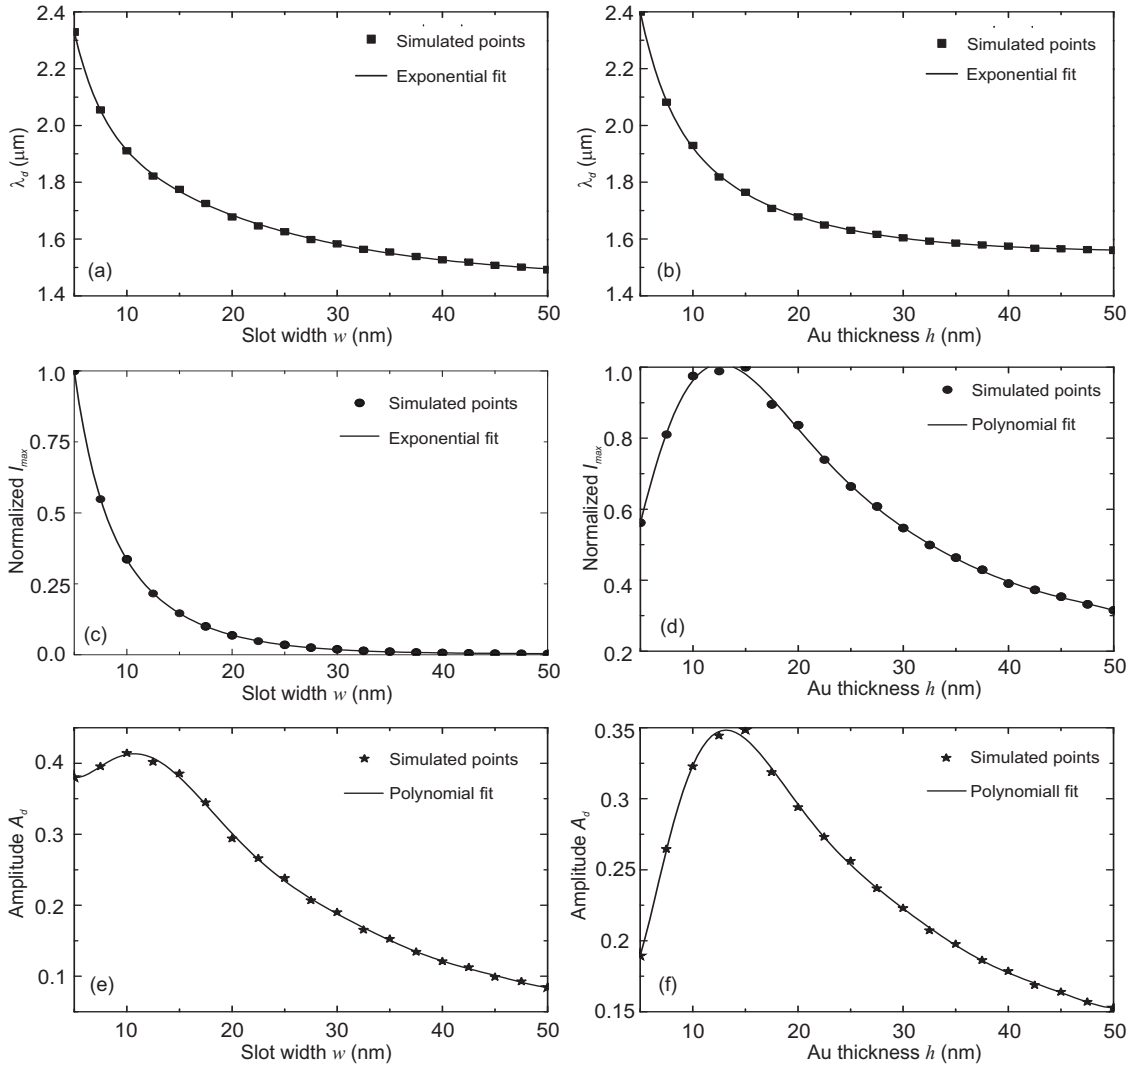 2.4
2.2
2.0
1.8
1.6
1.4
λd (μm)
Simulated points
Exponential fit
(a)
10 20 30 40 50
Slot width w (nm)
2.4
2.2
2.0
1.8
1.6
1.4
λd (μm)
Simulated points
Exponential fit
(b)
10 20 30 40 50
Au thickness h (nm)
1.0
0.75
0.5
0.25
0.0
Normalized Imax
Simulated points
Exponential fit
(c)
10 20 30 40 50
Slot width w (nm)
1.0
0.8
0.6
0.4
0.2
Normalized Imax
Simulated points
Polynomial fit
(d)
10 20 30 40 50
Au thickness h (nm)
0.4
0.3
0.2
0.1
Amplitude Ad
Simulated points
Polynomial fit
(e)
10 20 30 40 50
Slot width w (nm)
0.35
0.3
0.25
0.2
0.15
Amplitude Ad
Simulated points
Polynomiall fit
(f)
10 20 30 40 50
Au thickness h (nm)